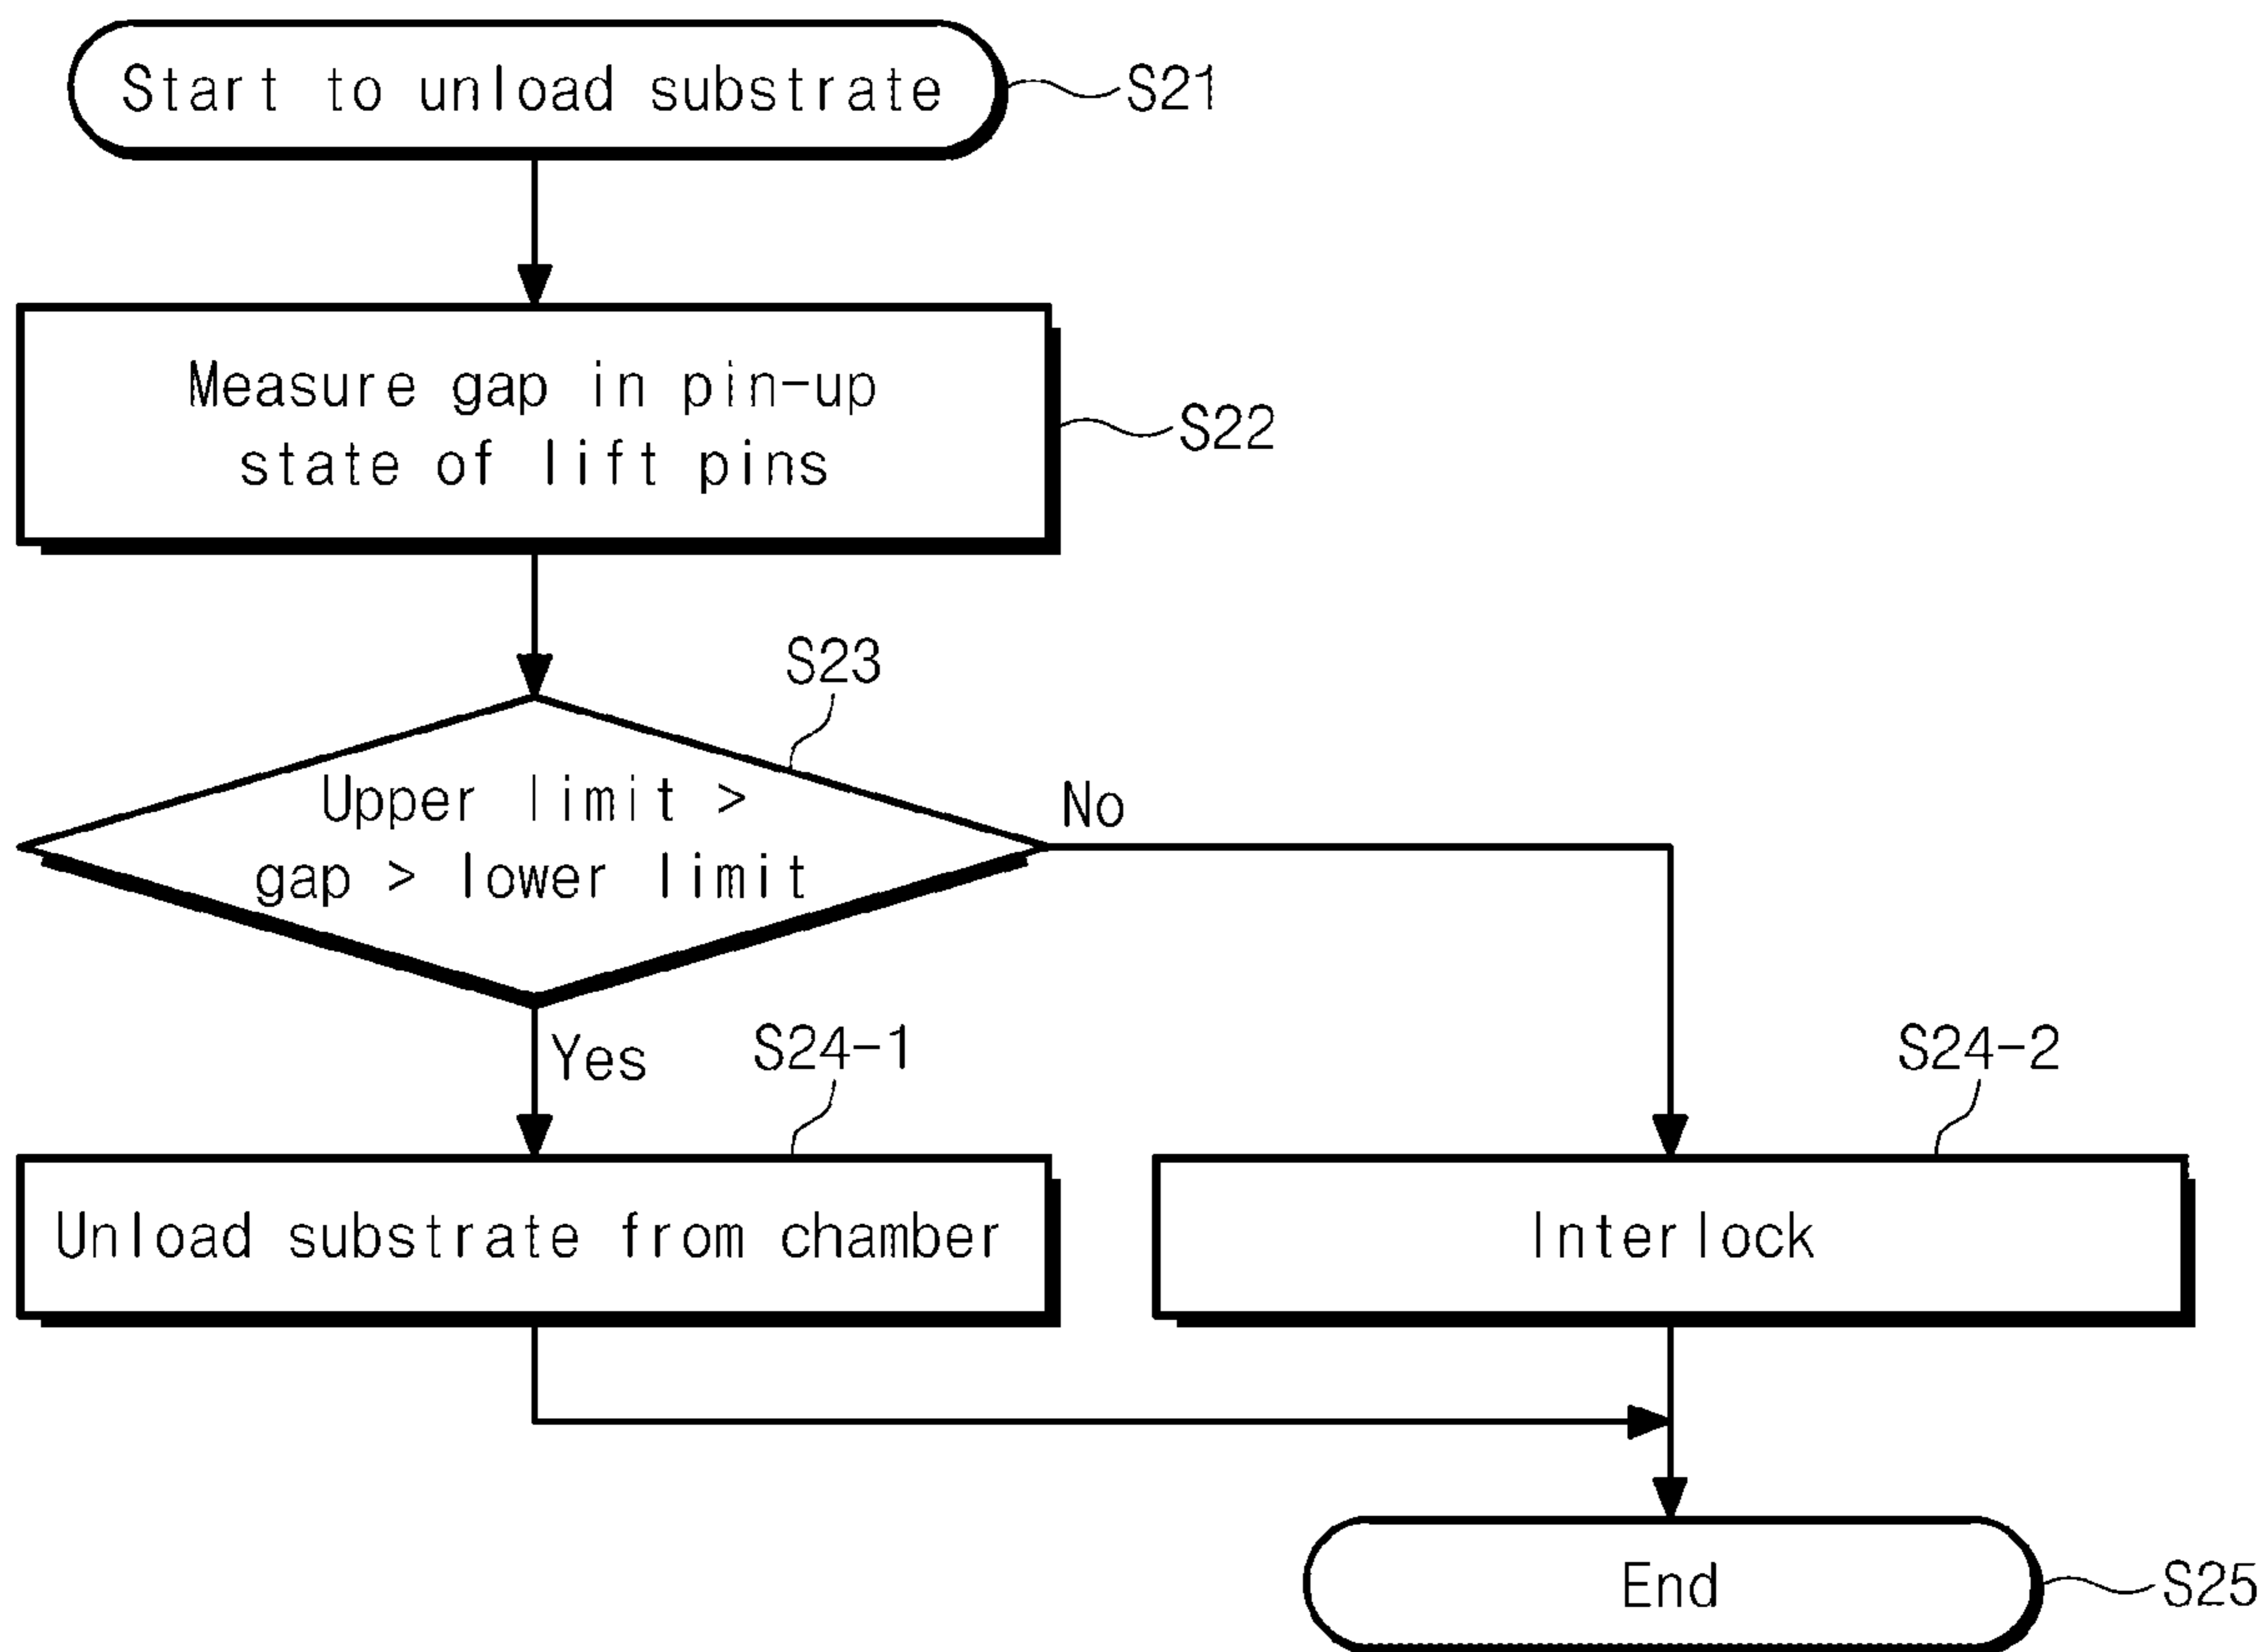 Start to unload substrate
S21
Measure gap in pin-up
state of lift pins
S22
S23
Upper limit >
gap > lower limit
No
Yes
S24-1
S24-2
Unload substrate from chamber
Interlock
End
S25